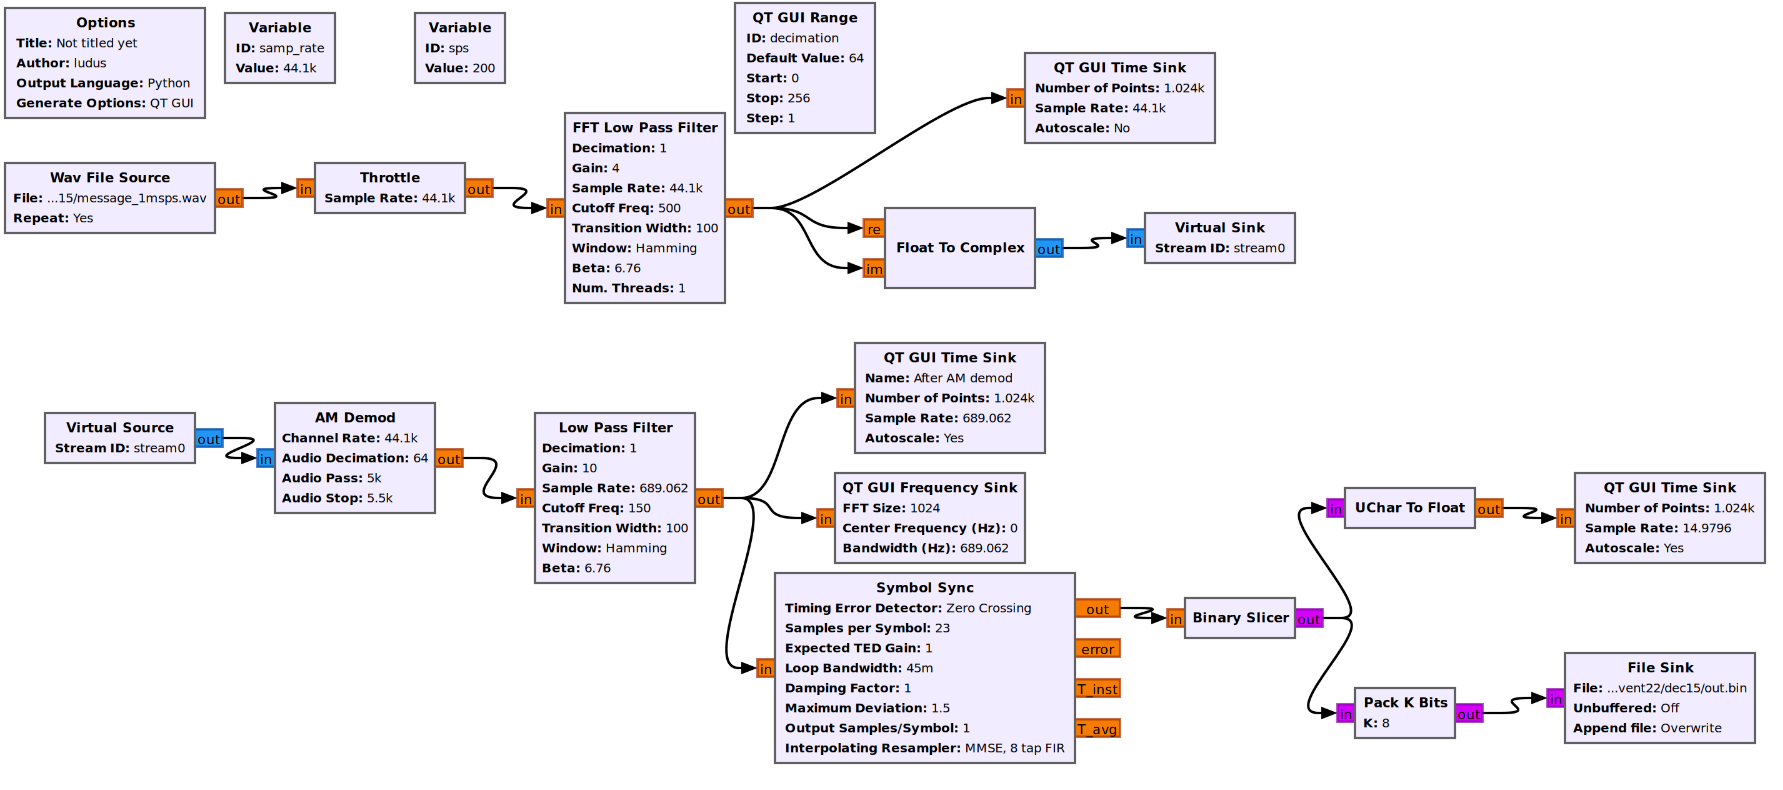 Options
Title: Not titled yet
Author: ludus
Output Language: Python
Generate Options: QT GUI
Variable
ID: samp_rate
Value: 44.1k
Variable
ID: sps
Value: 200
QT GUI Range
ID: decimation
Default Value: 64
Start: 0
Stop: 256
Step: 1
QT GUI Time Sink
Number of Points: 1.024k
Sample Rate: 44.1k
Autoscale: No
in
Wav File Source
File: ...15/message_1msps.wav
Repeat: Yes
out
in
Throttle
Sample Rate: 44.1k
out
in
FFT Low Pass Filter
Decimation: 1
Gain: 4
Sample Rate: 44.1k
Cutoff Freq: 500
Transition Width: 100
Window: Hamming
Beta: 6.76
Num. Threads: 1
out
re
im
Float To Complex
out
in
Virtual Sink
Stream ID: stream0
Virtual Source
Stream ID: stream0
out
in
AM Demod
Channel Rate: 44.1k
Audio Decimation: 64
Audio Pass: 5k
Audio Stop: 5.5k
out
in
Low Pass Filter
Decimation: 1
Gain: 10
Sample Rate: 689.062
Cutoff Freq: 150
Transition Width: 100
Window: Hamming
Beta: 6.76
out
in
QT GUI Time Sink
Name: After AM demod
Number of Points: 1.024k
Sample Rate: 689.062
Autoscale: Yes
in
QT GUI Frequency Sink
FFT Size: 1024
Center Frequency (Hz): 0
Bandwidth (Hz): 689.062
in
Symbol Sync
Timing Error Detector: Zero Crossing
Samples per Symbol: 23
Expected TED Gain: 1
Loop Bandwidth: 45m
Damping Factor: 1
Maximum Deviation: 1.5
Output Samples/Symbol: 1
Interpolating Resampler: MMSE, 8 tap FIR
out
error
T_inst
T_avg
in
Binary Slicer
out
in
UChar To Float
out
in
QT GUI Time Sink
Number of Points: 1.024k
Sample Rate: 14.9796
Autoscale: Yes
in
Pack K Bits
K: 8
out
in
File Sink
File: ...vent22/dec15/out.bin
Unbuffered: Off
Append file: Overwrite